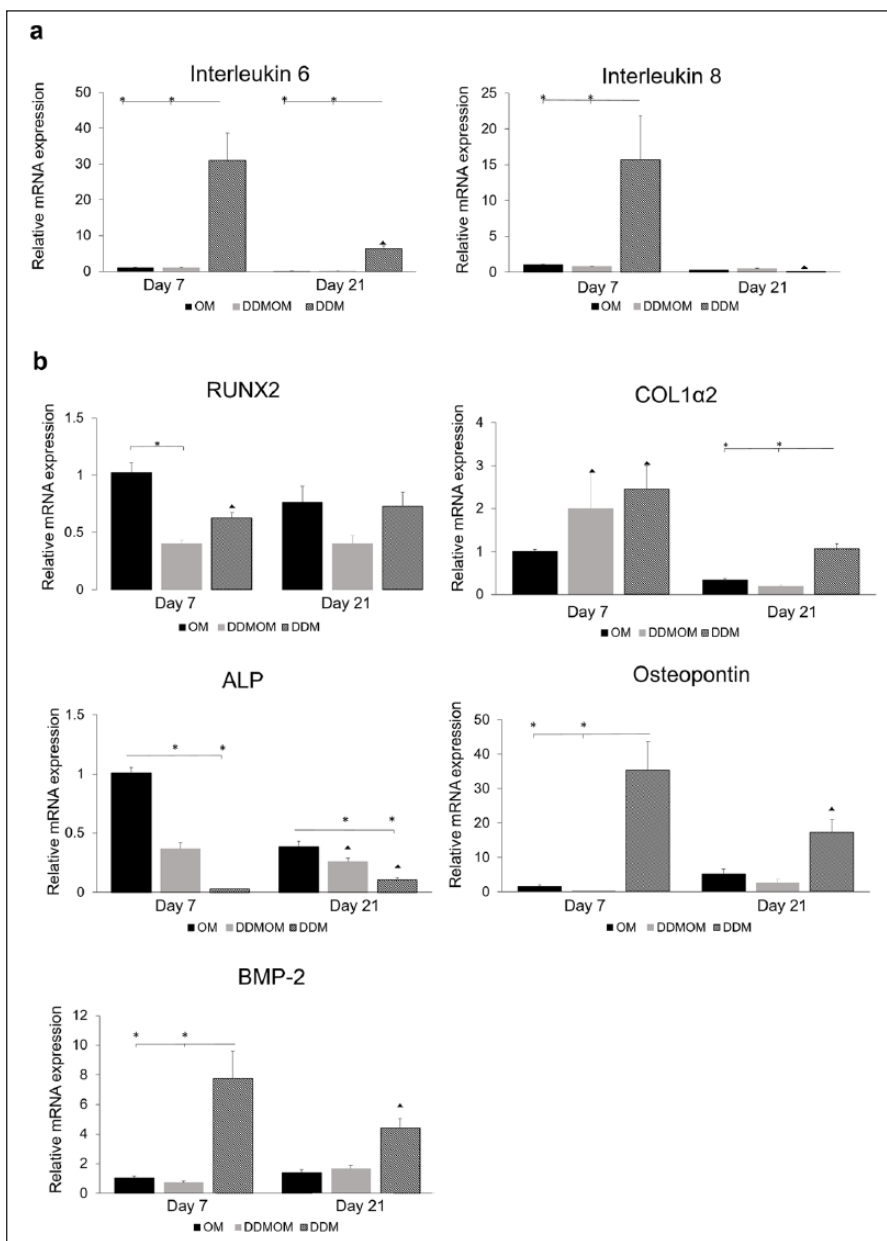 a
Interleukin 6
Relative mRNA expression
50
40
30
20
10
0
* * * *
Day 7 Day 21
OM DDMOM DDM
Interleukin 8
Relative mRNA expression
25
20
15
10
5
0
* *
Day 7 Day 21
OM DDMOM DDM
b
RUNX2
Relative mRNA expression
1.5
1
0.5
0
*
Day 7 Day 21
OM DDMOM DDM
COL1α2
Relative mRNA expression
4
3
2
1
0
* *
Day 7 Day 21
OM DDMOM DDM
ALP
Relative mRNA expression
1.5
1
0.5
0
* * * *
Day 7 Day 21
OM DDMOM DDM
Osteopontin
Relative mRNA expression
50
40
30
20
10
0
* *
Day 7 Day 21
OM DDMOM DDM
BMP-2
Relative mRNA expression
12
10
8
6
4
2
0
* *
Day 7 Day 21
OM DDMOM DDM